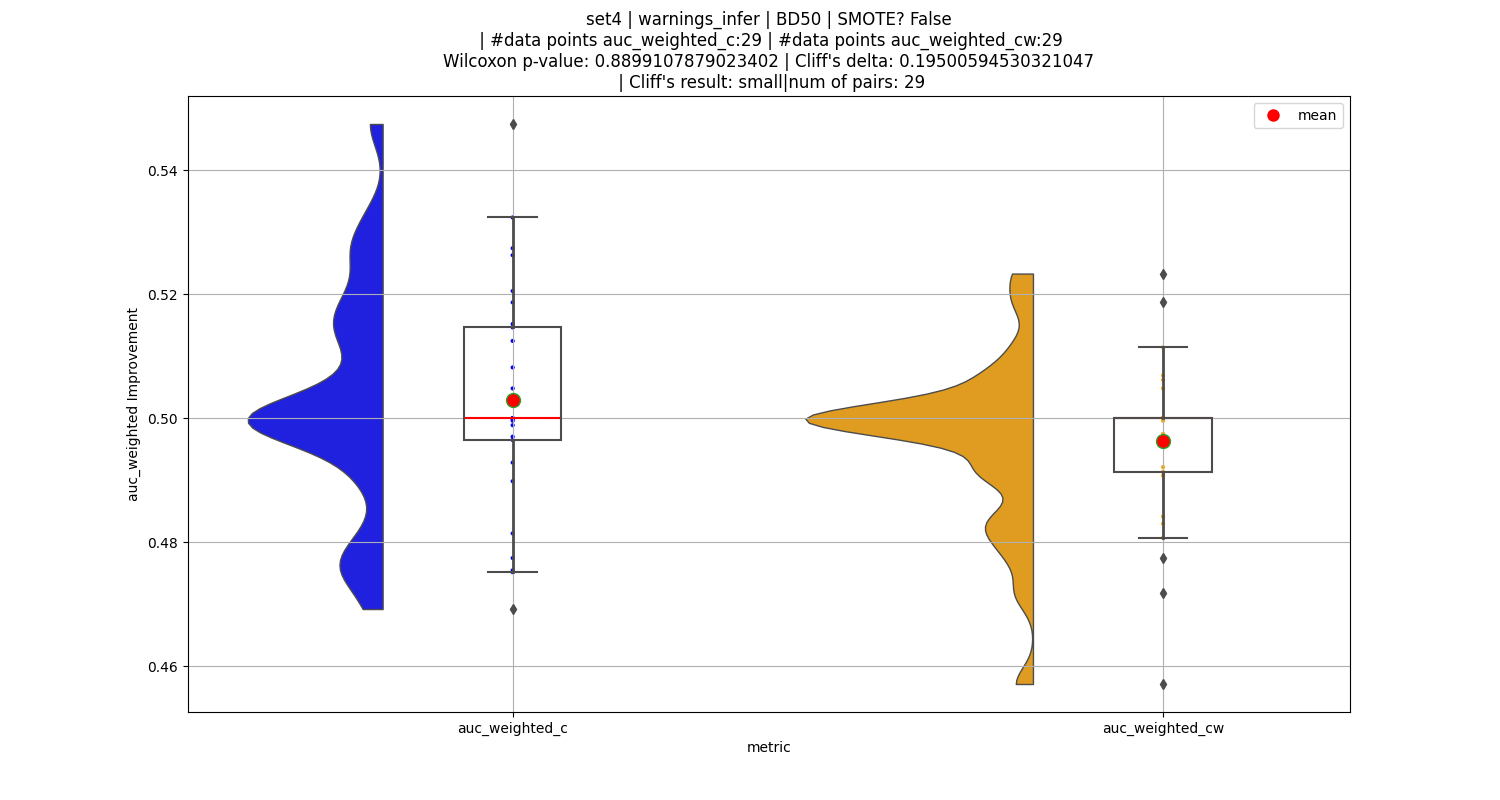 set4 | warnings_infer | BD50 | SMOTE? False
| #data points auc_weighted_c:29 | #data points auc_weighted_cw:29
Wilcoxon p-value: 0.8899107879023402 | Cliff's delta: 0.19500594530321047
| Cliff's result: small|num of pairs: 29
mean
0.54
0.52
0.50
0.48
0.46
auc_weighted Improvement
auc_weighted_c
auc_weighted_cw
metric